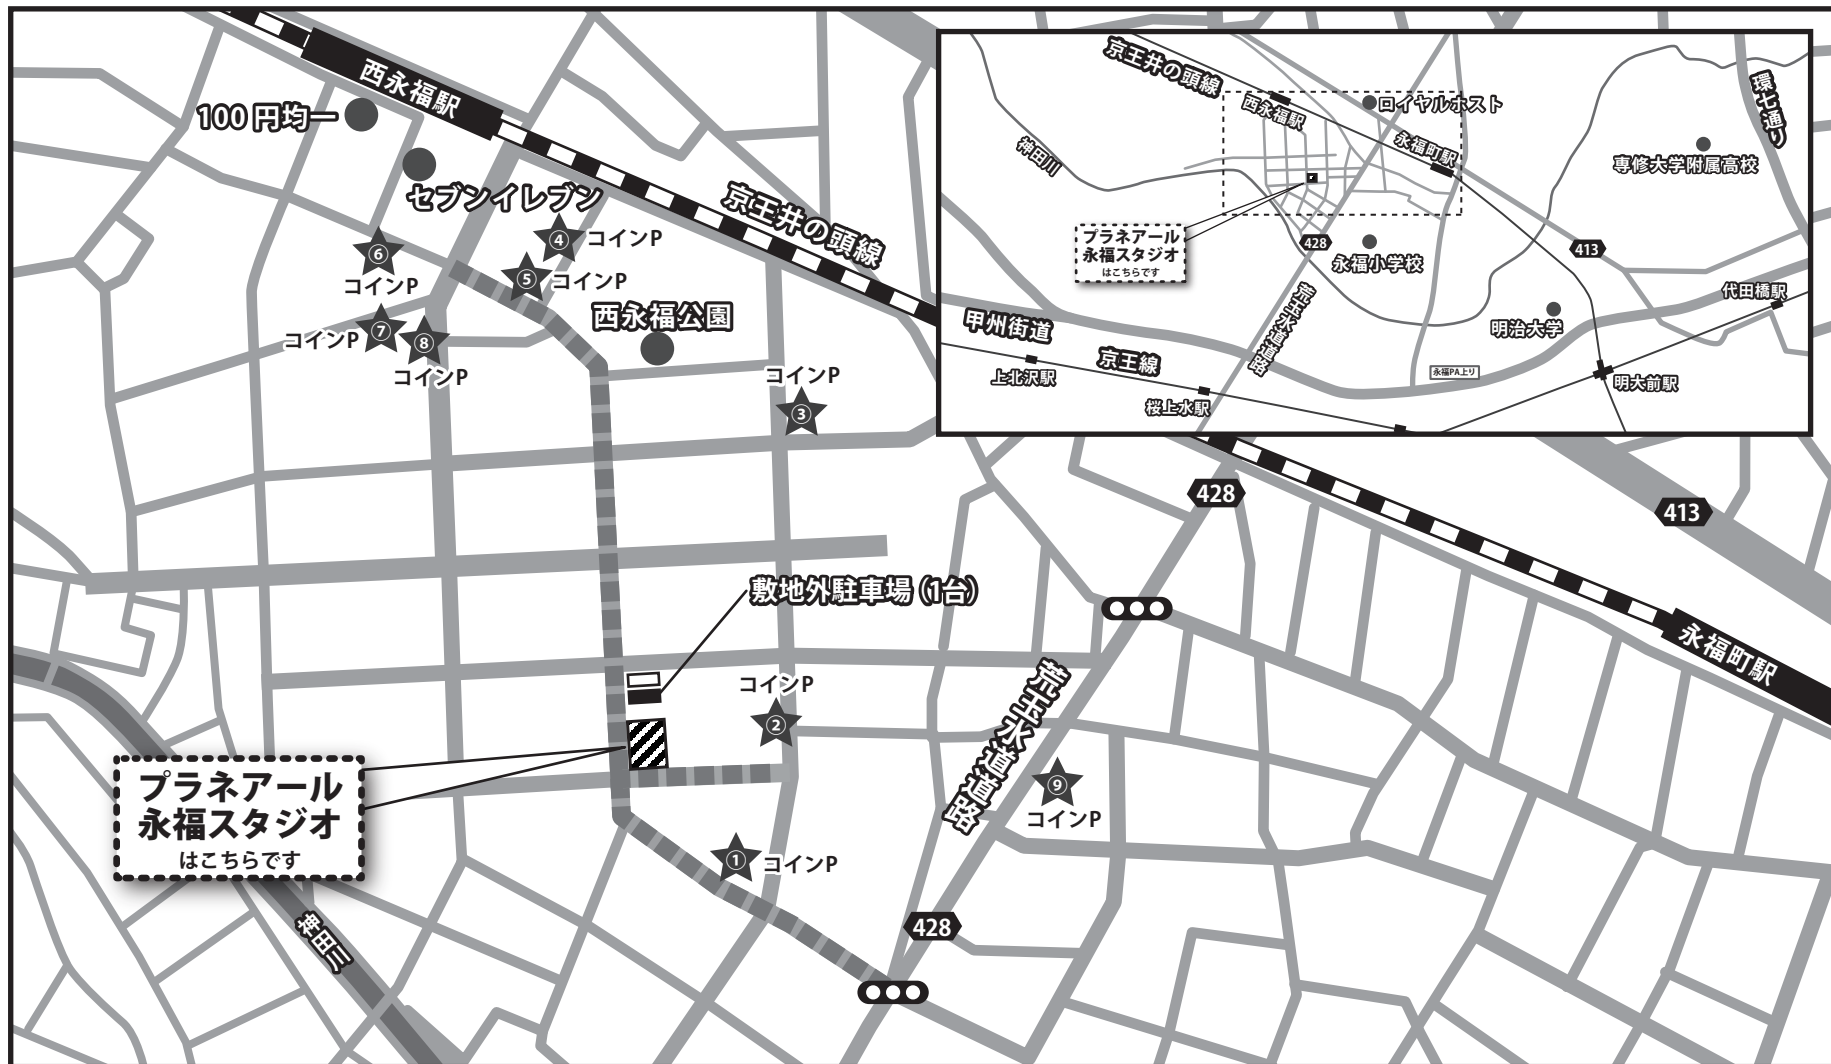 西永福駅
100円均一
セブンイレブン
④ コインP
⑤ コインP
⑥
コインP
コインP ⑦
⑧
コインP
京王井の頭線
西永福公園
コインP
③
敷地外駐車場（1台）
コインP
②
プラネアール
永福スタジオ
はこちらです
① コインP
荒玉水道道路
⑨
コインP
428
428
413
永福町駅
神田川
京王井の頭線
西永福駅
ロイヤルホスト
永福町駅
環七通り
専修大学附属高校
神田川
プラネアール
永福スタジオ
はこちらです
428
永福小学校
413
荒玉水道道路
明治大学
代田橋駅
甲州街道
京王線
上北沢駅
桜上水駅
永福PA上り
明大前駅